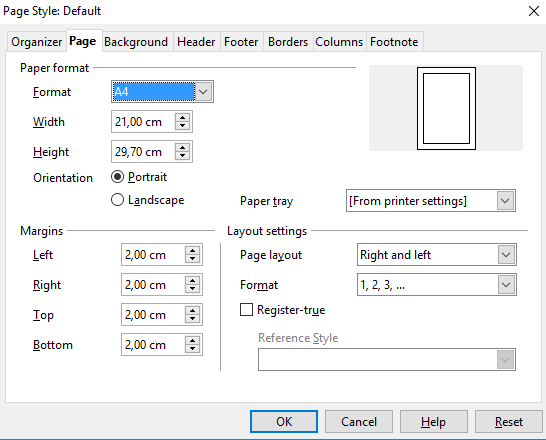 Page Style: Default
Organizer Page Background Header Footer Borders Columns Footnote
Paper format
Format A4
Width 21,00 cm
Height 29,70 cm
Orientation Portrait
Landscape Paper tray [From printer settings]
Margins Layout settings
Left 2,00 cm Page layout Right and left
Right 2,00 cm Format 1, 2, 3, ...
Top 2,00 cm Register-true
Bottom 2,00 cm Reference Style
OK Cancel Help Reset